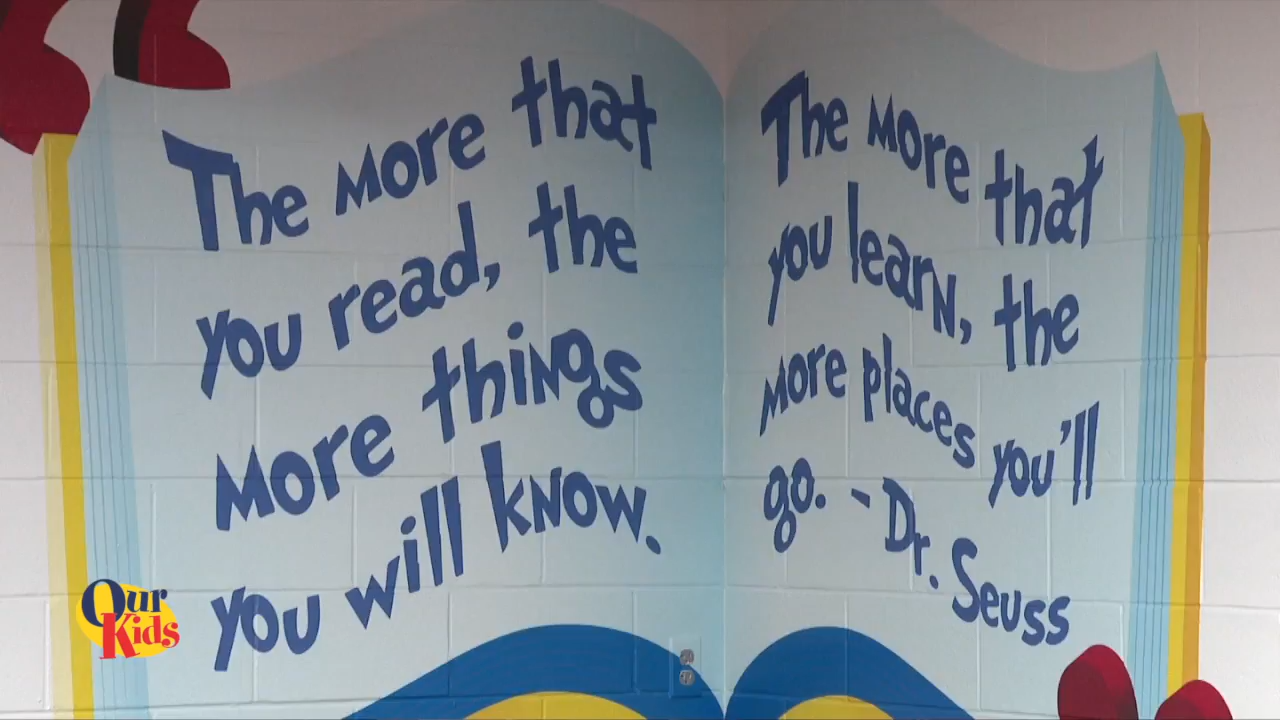 The More that
you read, the
More things
you will know.
The More that
you learn, the
More places you'll
go. - Dr. Seuss
Our
Kids